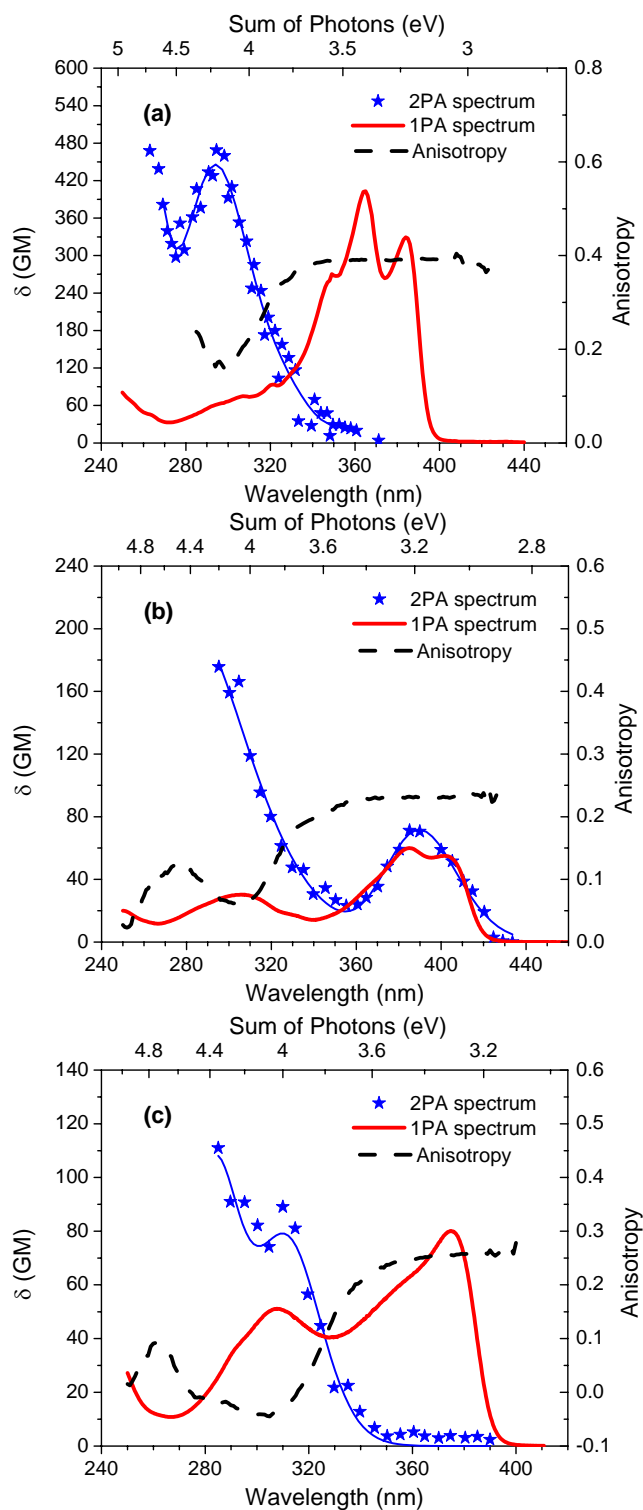 Sum of Photons (eV)
5 4.5 4 3.5 3
600 0.8
(a)
2PA spectrum
1PA spectrum
Anisotropy
540
480
420
360
300
240
180
120
60
0
δ (GM)
0.6
0.4
0.2
0.0
Anisotropy
240 280 320 360 400 440
Wavelength (nm)
Sum of Photons (eV)
4.8 4.4 4 3.6 3.2 2.8
240 0.6
(b)
2PA spectrum
1PA spectrum
Anisotropy
200
160
120
80
40
0
δ (GM)
0.5
0.4
0.3
0.2
0.1
0.0
Anisotropy
240 280 320 360 400 440
Wavelength (nm)
Sum of Photons (eV)
4.8 4.4 4 3.6 3.2
140 0.6
(c)
2PA spectrum
1PA spectrum
Anisotropy
120
100
80
60
40
20
0
δ (GM)
0.5
0.4
0.3
0.2
0.1
0.0
-0.1
Anisotropy
240 280 320 360 400
Wavelength (nm)